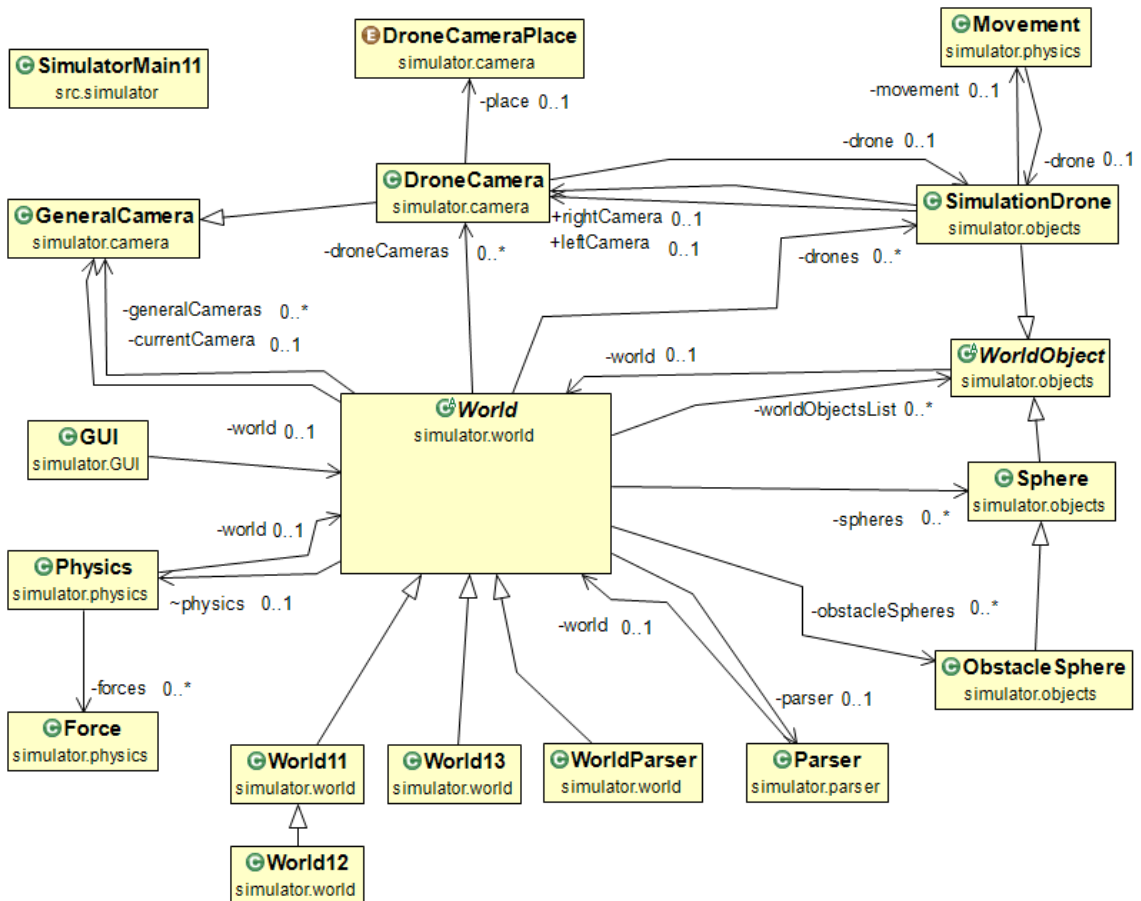 DroneCameraPlace
simulator.camera
Movement
simulator.physics
SimulatorMain11
src.simulator
-place 0..1
-movement 0..1
-drone 0..1
-drone 0..1
DroneCamera
simulator.camera
SimulationDrone
simulator.objects
GeneralCamera
simulator.camera
+rightCamera 0..1
+leftCamera 0..1
-droneCameras 0..*
-drones 0..*
-generalCameras 0..*
-currentCamera 0..1
-world 0..1
WorldObject
simulator.objects
World
simulator.world
-worldObjectsList 0..*
-world 0..1
GUI
simulator.GUI
Sphere
simulator.objects
-spheres 0..*
-world 0..1
Physics
simulator.physics
~physics 0..1
-obstacleSpheres 0..*
-world 0..1
ObstacleSphere
simulator.objects
-forces 0..*
-parser 0..1
Force
simulator.physics
World11
simulator.world
World13
simulator.world
WorldParser
simulator.world
Parser
simulator.parser
World12
simulator.world